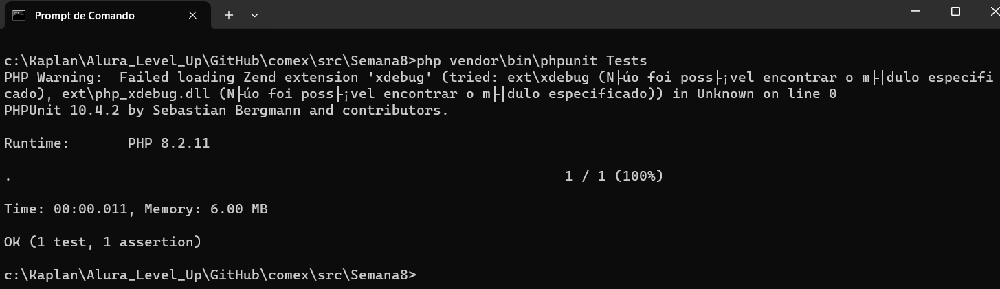 Prompt de Comando
c:\Kaplan\Alura_Level_Up\GitHub\comex\src\Semana8>php vendor\bin\phpunit Tests
PHP Warning:  Failed loading Zend extension 'xdebug' (tried: ext\xdebug (N├úo foi poss├¡vel encontrar o m├│dulo especifi
cado), ext\php_xdebug.dll (N├úo foi poss├¡vel encontrar o m├│dulo especificado)) in Unknown on line 0
PHPUnit 10.4.2 by Sebastian Bergmann and contributors.
Runtime:       PHP 8.2.11
.                                                                   1 / 1 (100%)
Time: 00:00.011, Memory: 6.00 MB
OK (1 test, 1 assertion)
c:\Kaplan\Alura_Level_Up\GitHub\comex\src\Semana8>